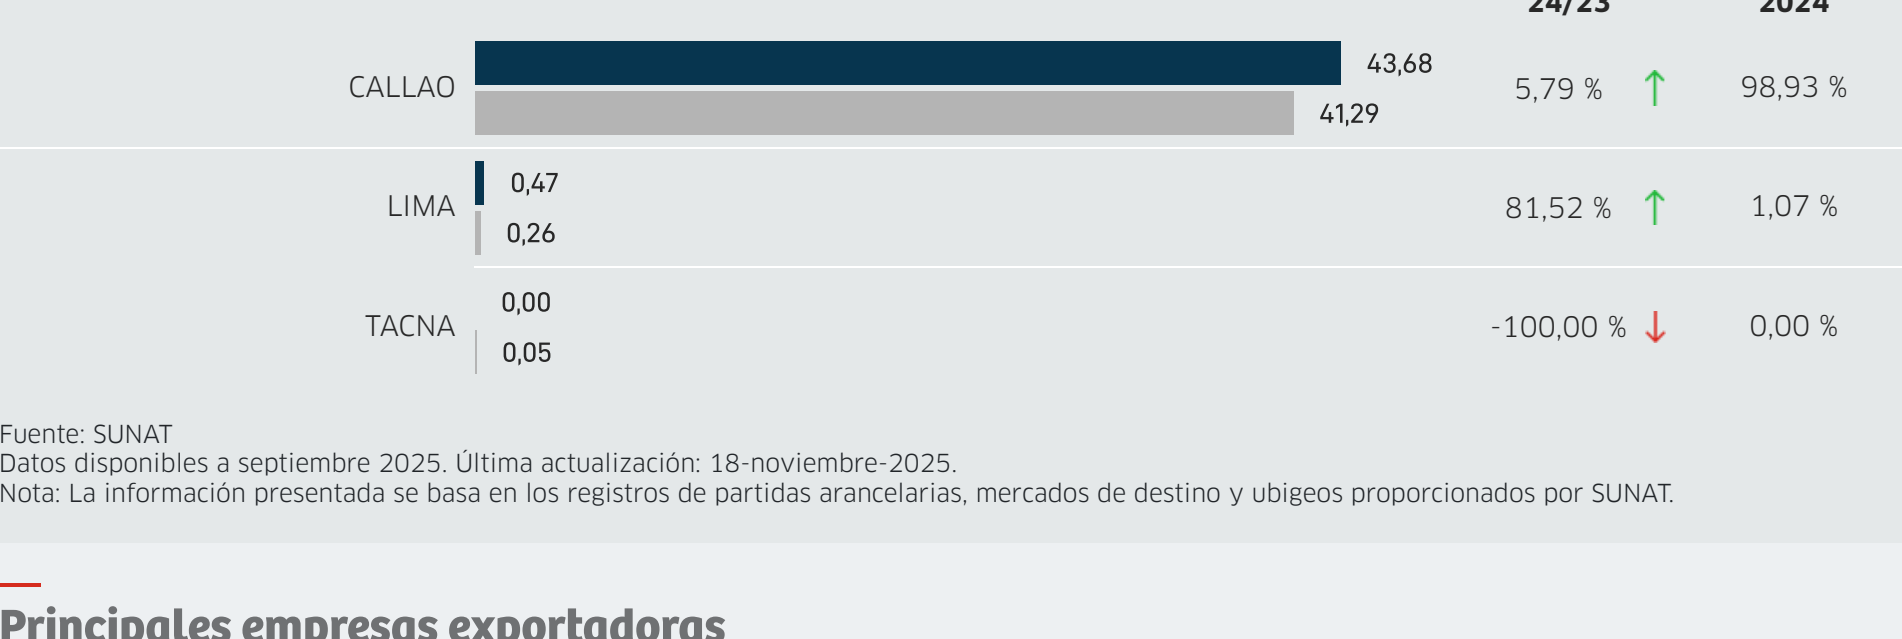 24/23 2024
CALLAO 43,68 5,79 % 98,93 %
41,29
LIMA 0,47 81,52 % 1,07 %
0,26
TACNA 0,00 -100,00 % 0,00 %
0,05
Fuente: SUNAT
Datos disponibles a septiembre 2025. Última actualización: 18-noviembre-2025.
Nota: La información presentada se basa en los registros de partidas arancelarias, mercados de destino y ubigeos proporcionados por SUNAT.
Principales empresas exportadoras